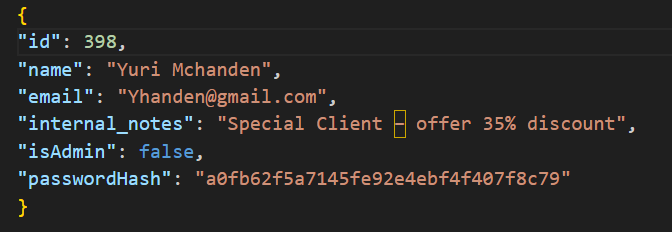 {
"id": 398,
"name": "Yuri Mchanden",
"email": "Yhanden@gmail.com",
"internal_notes": "Special Client – offer 35% discount",
"isAdmin": false,
"passwordHash": "a0fb62f5a7145fe92e4ebf4f407f8c79"
}